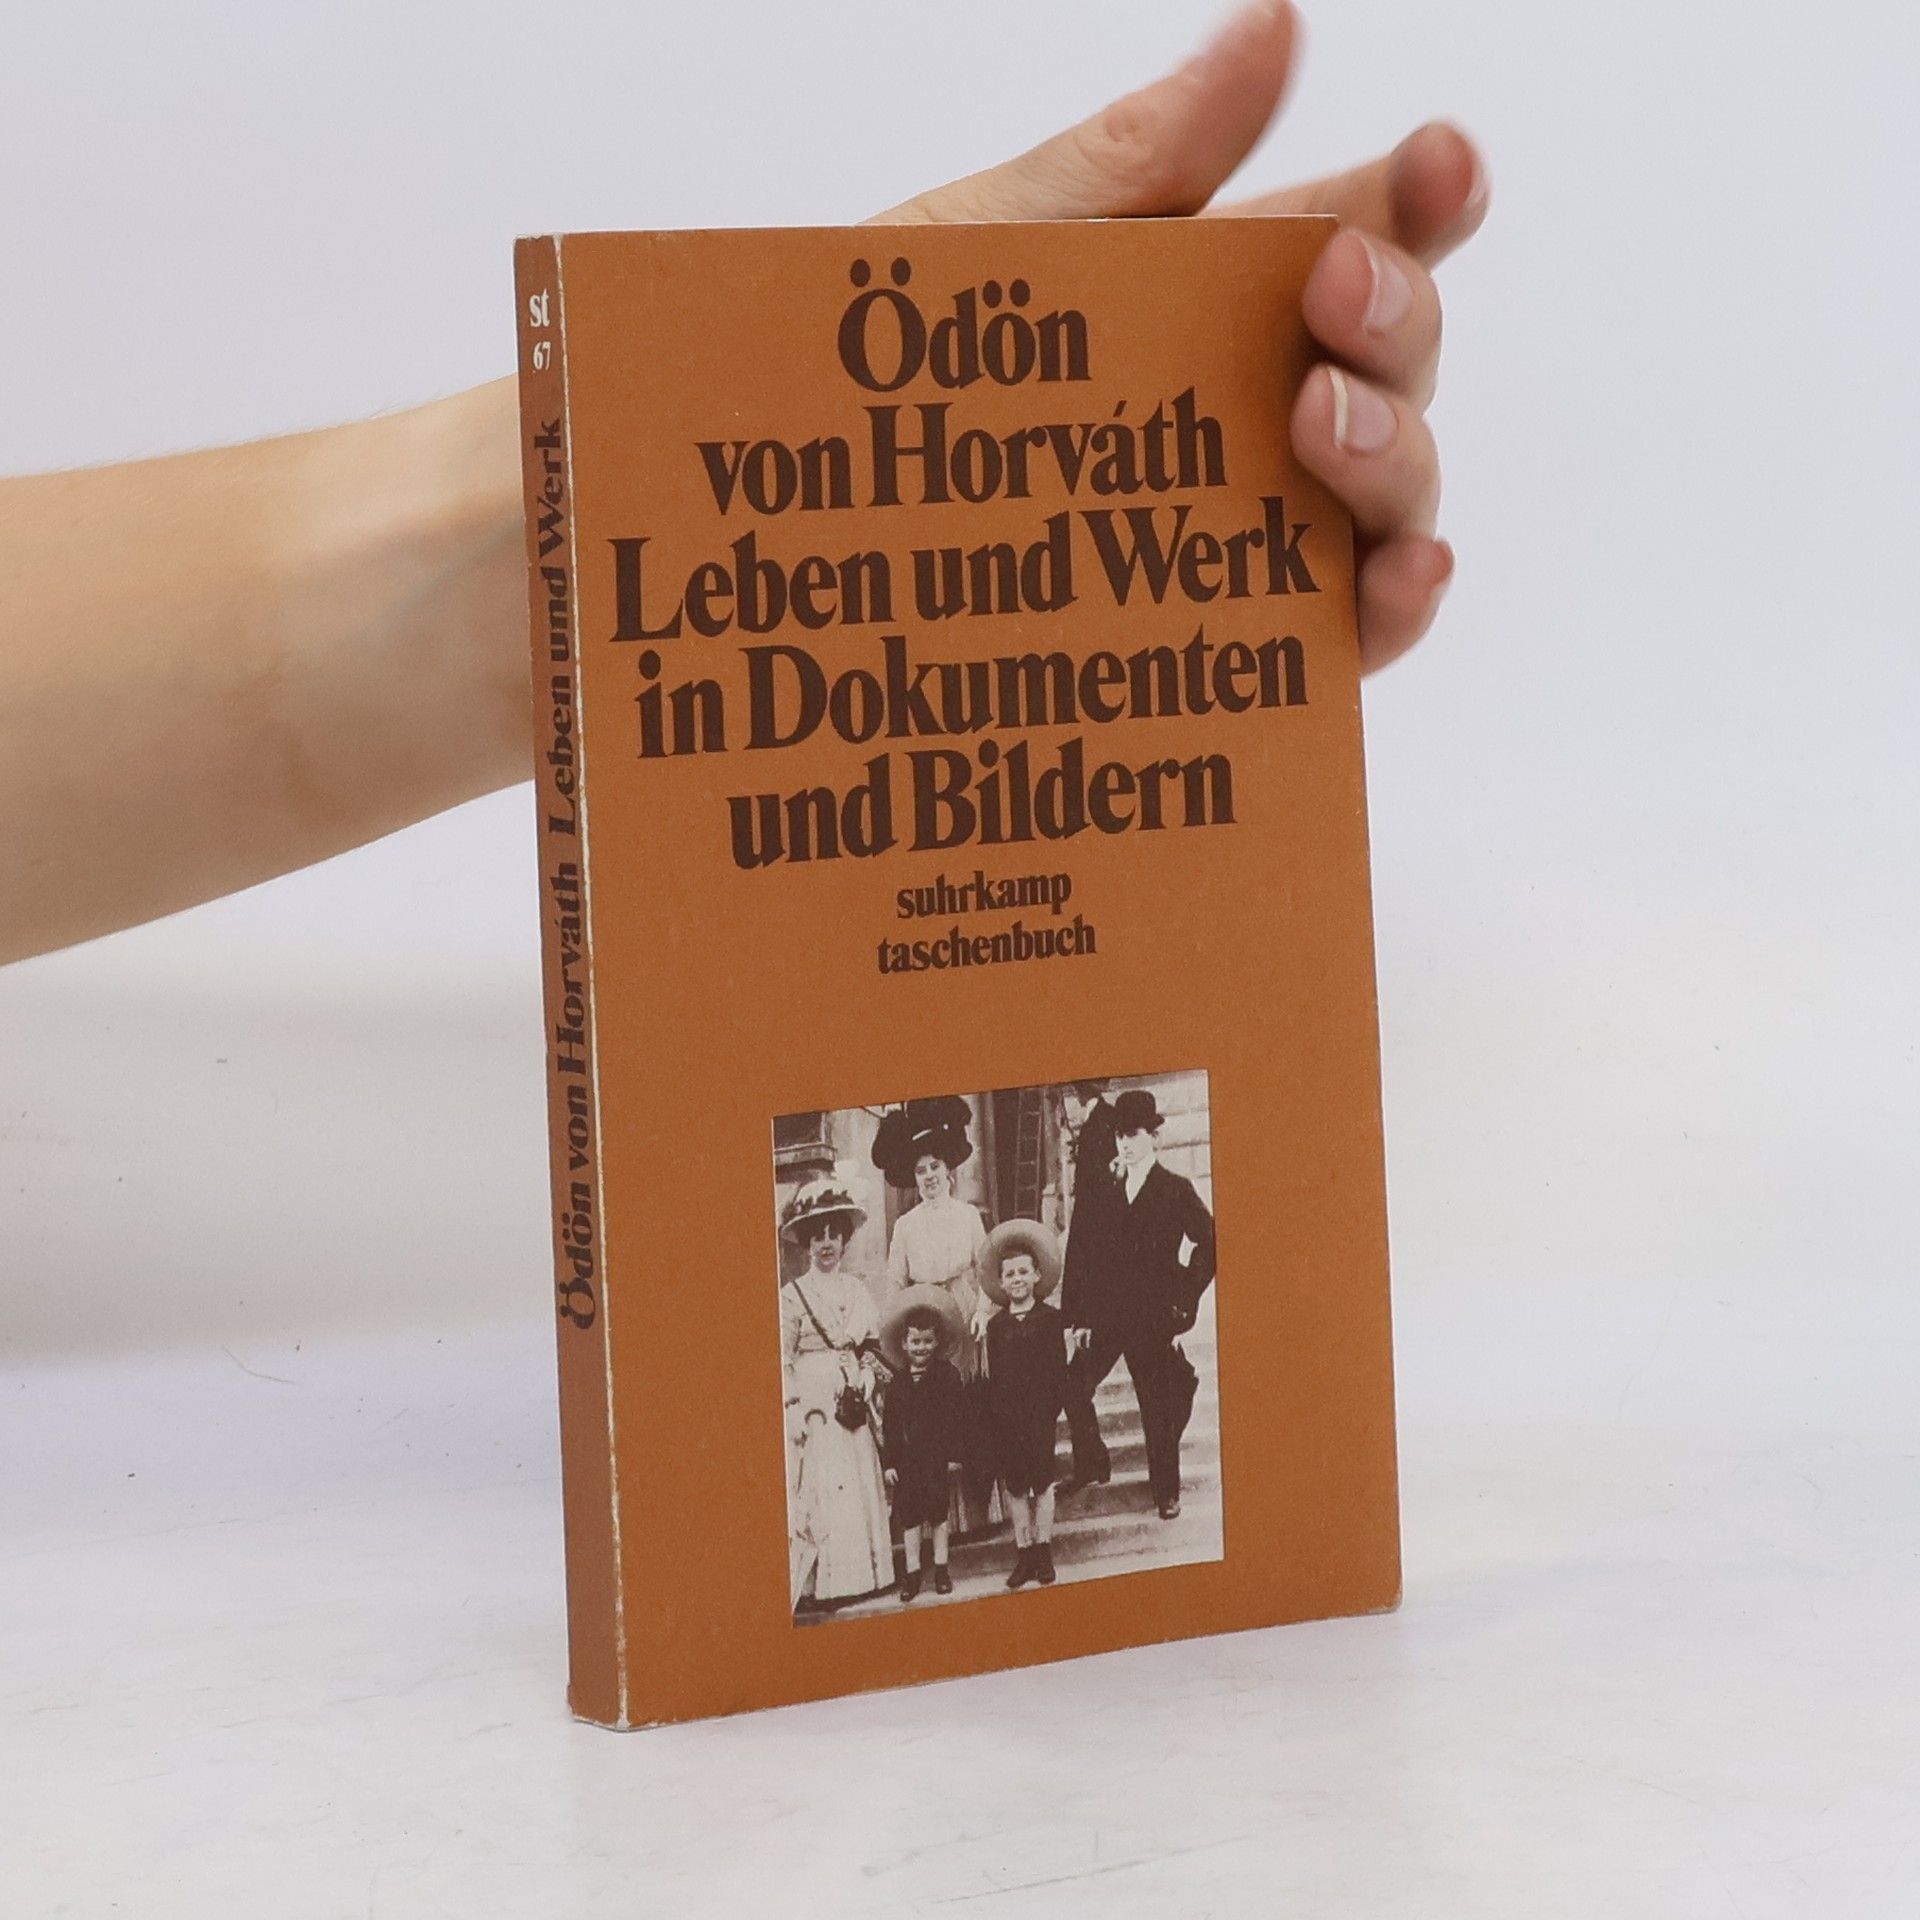 st
67
Ödön von Horváth Leben und Werk
Ödön
von Horváth
Leben und Werk
in Dokumenten
und Bildern
suhrkamp
taschenbuch